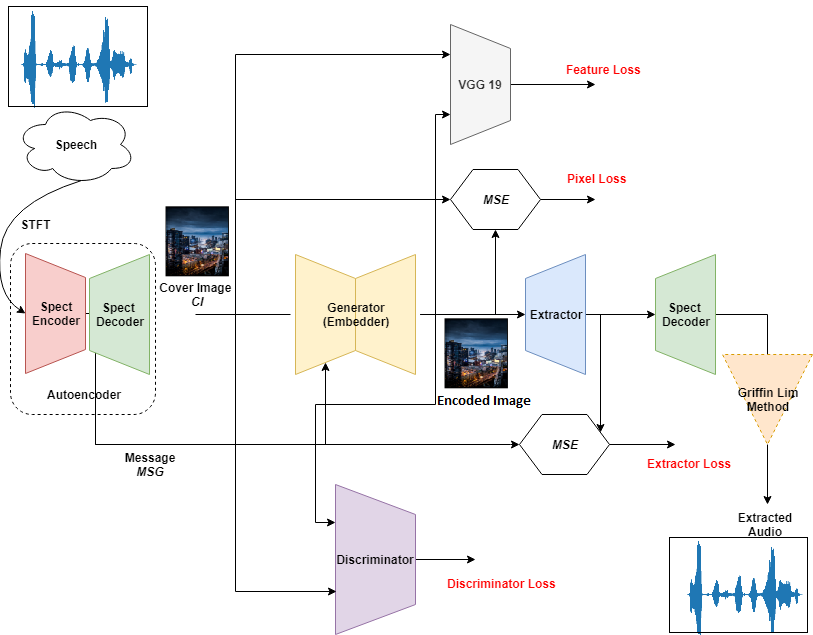 Speech
STFT
Spect
Encoder
Spect
Decoder
Autoencoder
Cover Image
CI
Message
MSG
Generator
(Embedder)
VGG 19
Feature Loss
MSE
Pixel Loss
Encoded Image
Extractor
MSE
Extractor Loss
Discriminator
Discriminator Loss
Spect
Decoder
Griffin Lim
Method
Extracted
Audio